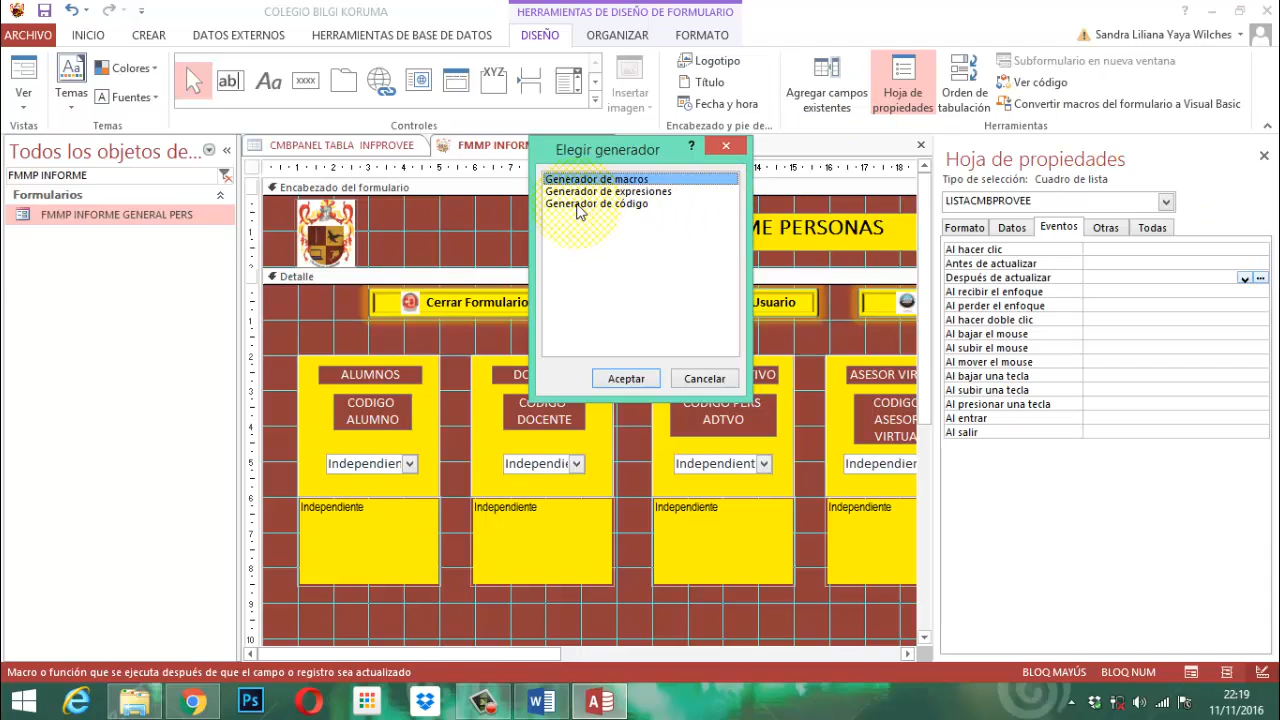 COLEGIO BILGI KORUMA
HERRAMIENTAS DE DISEÑO DE FORMULARIO
ARCHIVO INICIO CREAR DATOS EXTERNOS HERRAMIENTAS DE BASE DE DATOS DISEÑO ORGANIZAR FORMATO
Sandra Liliana Yaya Wilches
Ver
Vistas
Aa
Temas
Colores
Fuentes
Temas
ab|
Aa
xxxx
XYZ
Controles
Insertar
imagen
Logotipo
Título
Fecha y hora
Encabezado y pie de...
Agregar campos
existentes
Hoja de
propiedades
Orden de
tabulación
Subformulario en nueva ventana
Ver código
Convertir macros del formulario a Visual Basic
Herramientas
Todos los objetos de...
FMMP INFORME
Formularios
FMMP INFORME GENERAL PERS
CMBPANEL TABLA INFPROVEE
FMMP INFORM
Encabezado del formulario
ME PERSONAS
Detalle
Cerrar Formulario
Usuario
ALUMNOS
CODIGO
ALUMNO
Independien
Independiente
CODIGO
DOCENTE
Independie
Independiente
CODIGO PERS
ADTVO
Independient
Independiente
ASESOR VIR
CODIG
ASESO
VIRTUA
Independie
Independiente
Elegir generador
?
Generador de macros
Generador de expresiones
Generador de código
Aceptar
Cancelar
Hoja de propiedades
Tipo de selección: Cuadro de lista
LISTACMBPROVEE
Formato Datos Eventos Otras Todas
Al hacer clic
Antes de actualizar
Después de actualizar
Al recibir el enfoque
Al perder el enfoque
Al hacer doble clic
Al bajar el mouse
Al subir el mouse
Al mover el mouse
Al bajar una tecla
Al subir una tecla
Al presionar una tecla
Al entrar
Al salir
Macro o función que se ejecuta después de que el campo o registro sea actualizado
BLOQ MAYÚS BLOQ NUM
Ps
22:19
11/11/2016